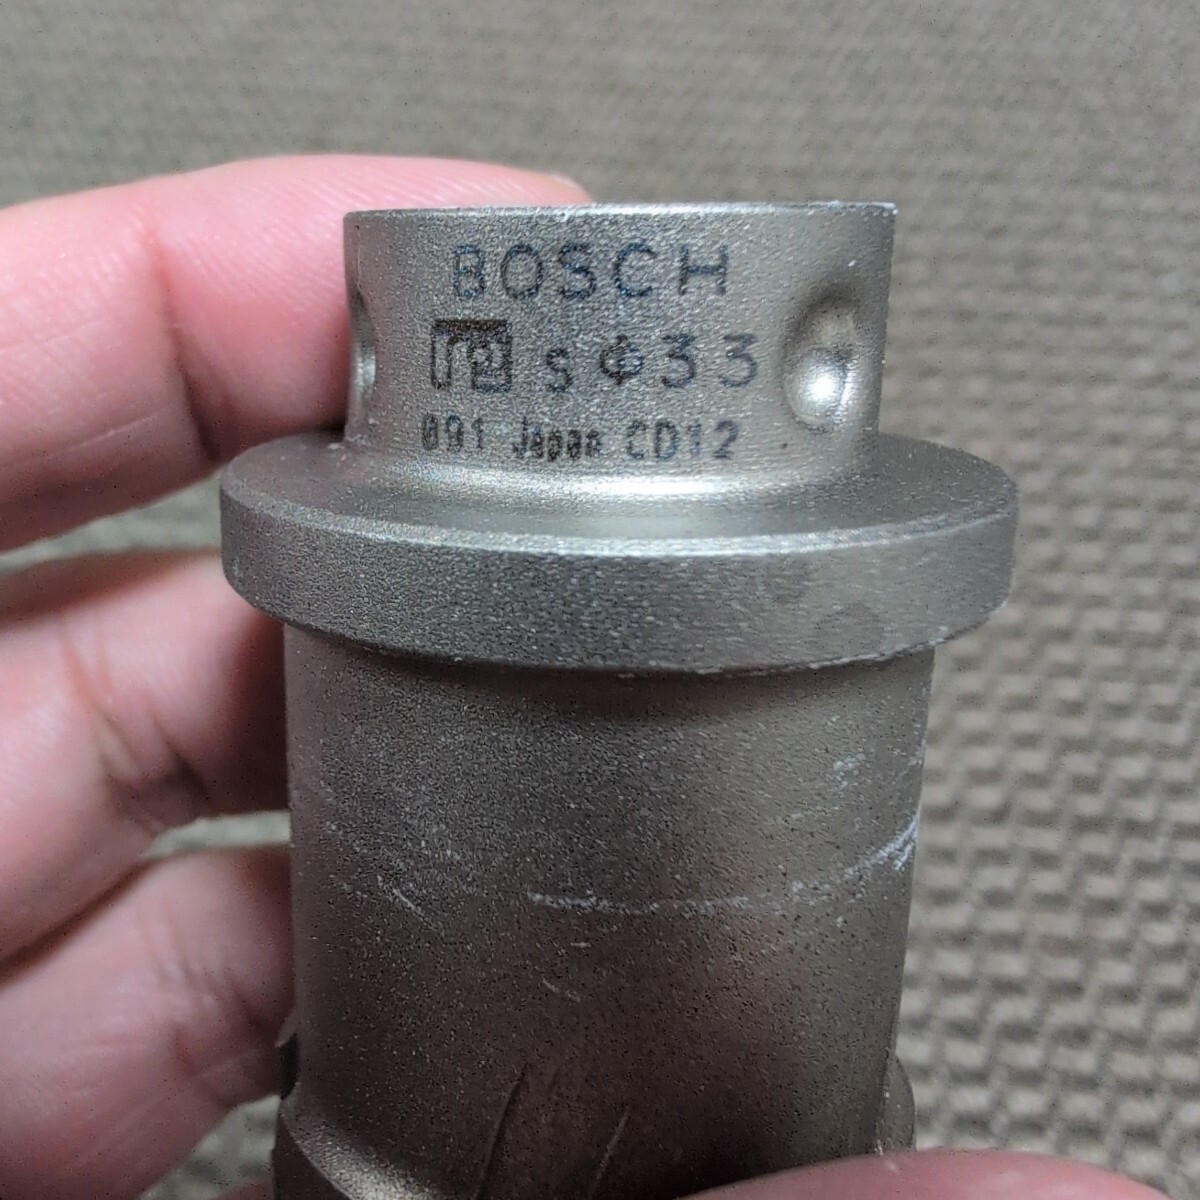 BOSCH
S Φ33
091 Japan CD12